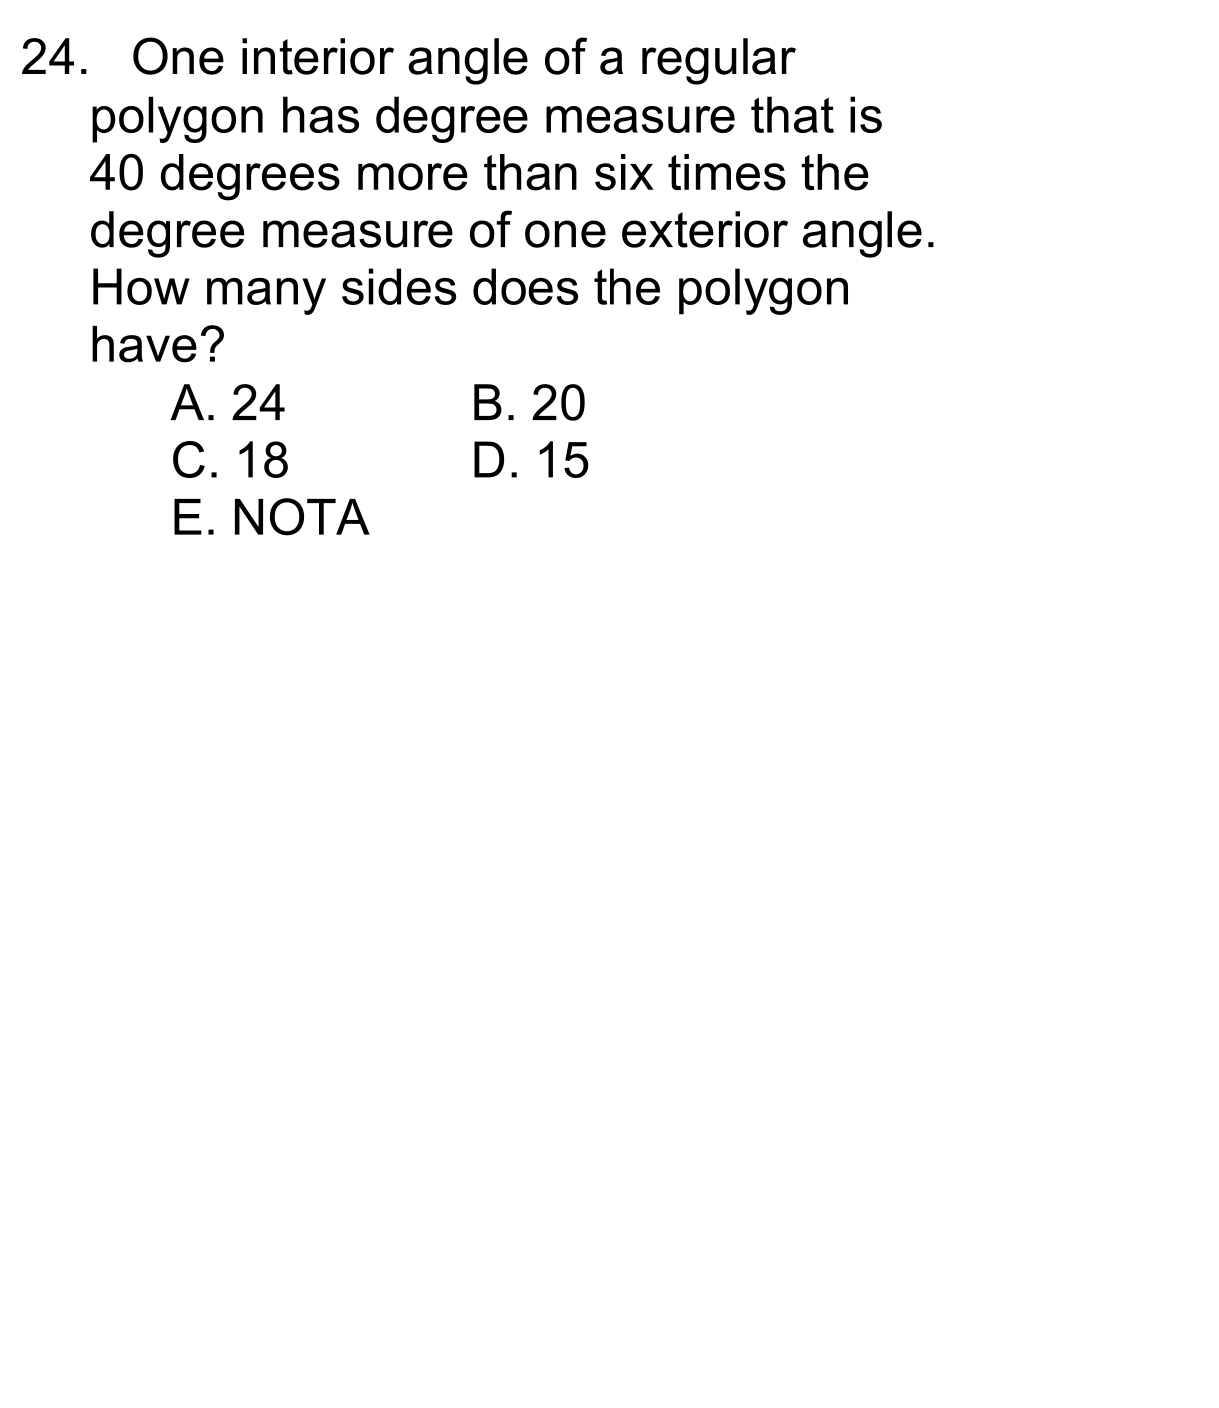 24. One interior angle of a regular
polygon has degree measure that is
40 degrees more than six times the
degree measure of one exterior angle.
How many sides does the polygon
have?
A. 24 B. 20
C. 18 D. 15
E. NOTA